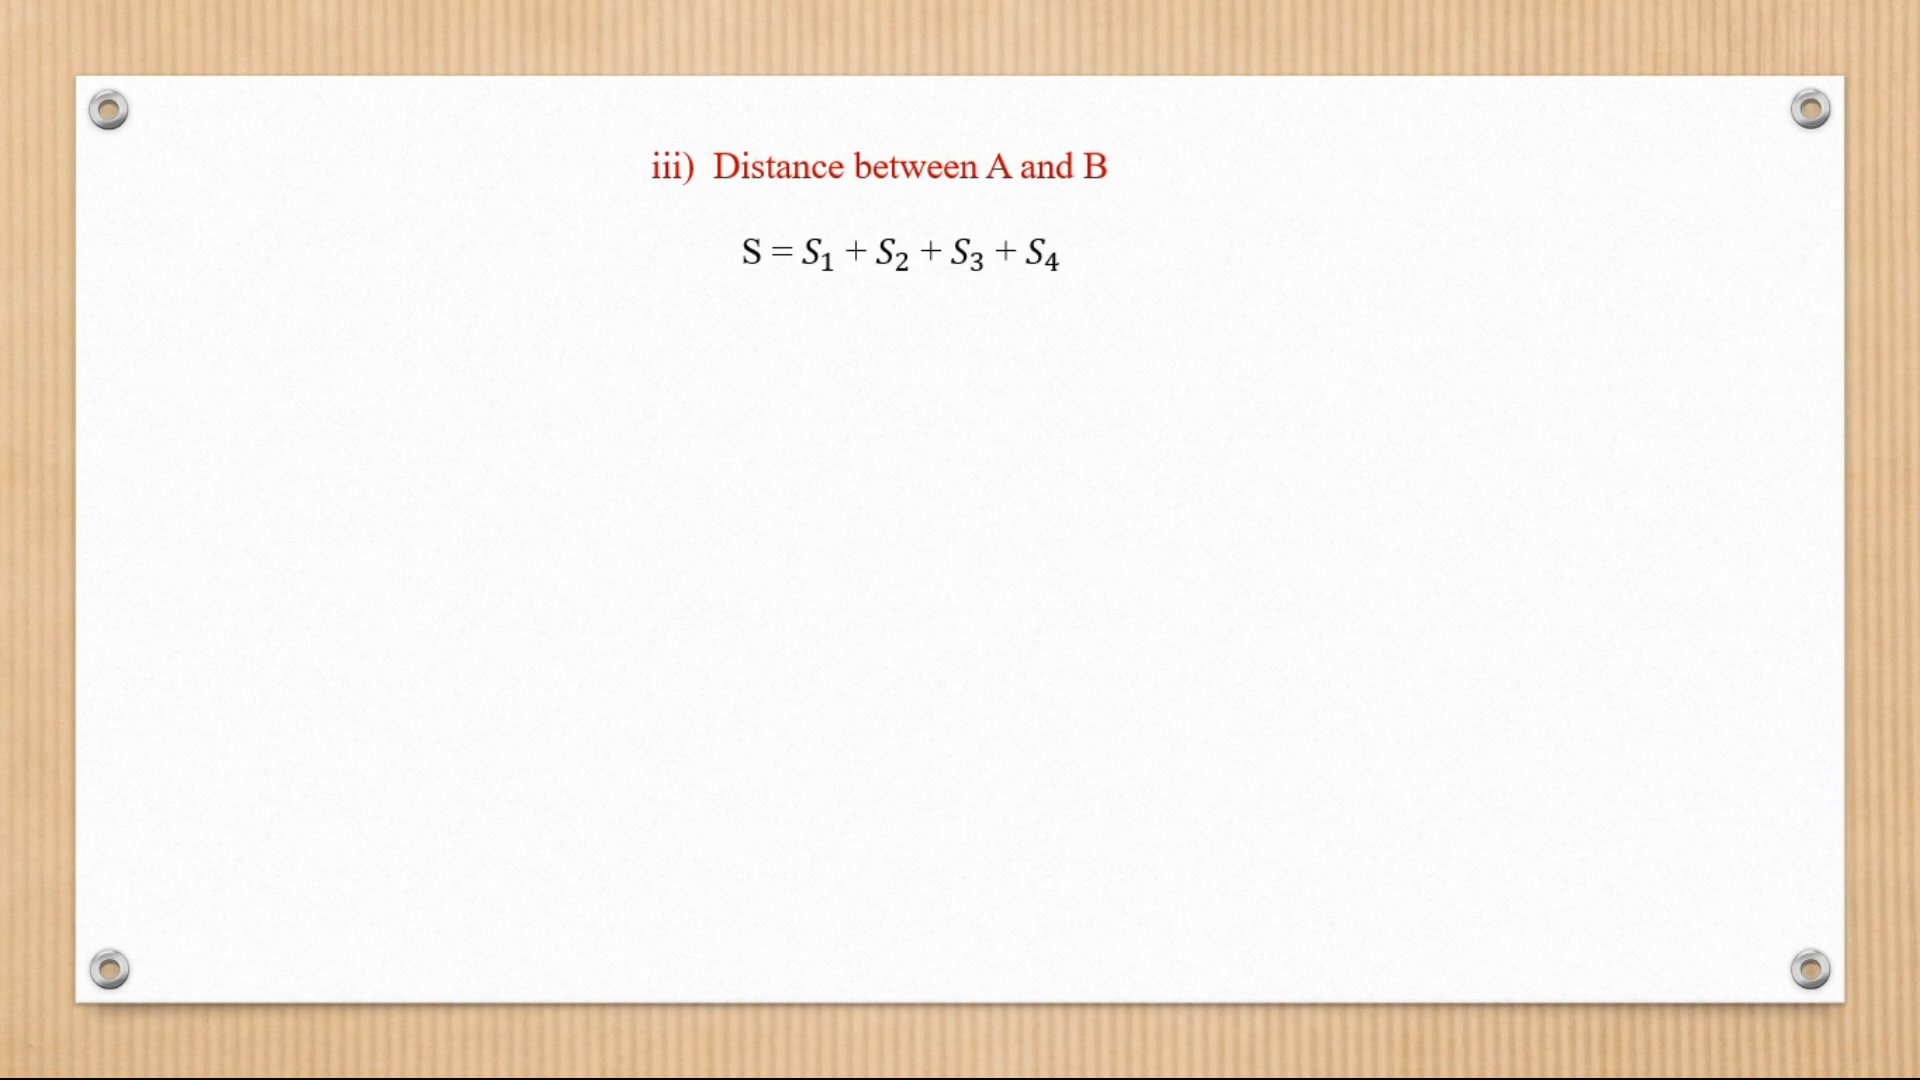 iii) Distance between A and B
S = S₁ + S₂ + S₃ + S₄